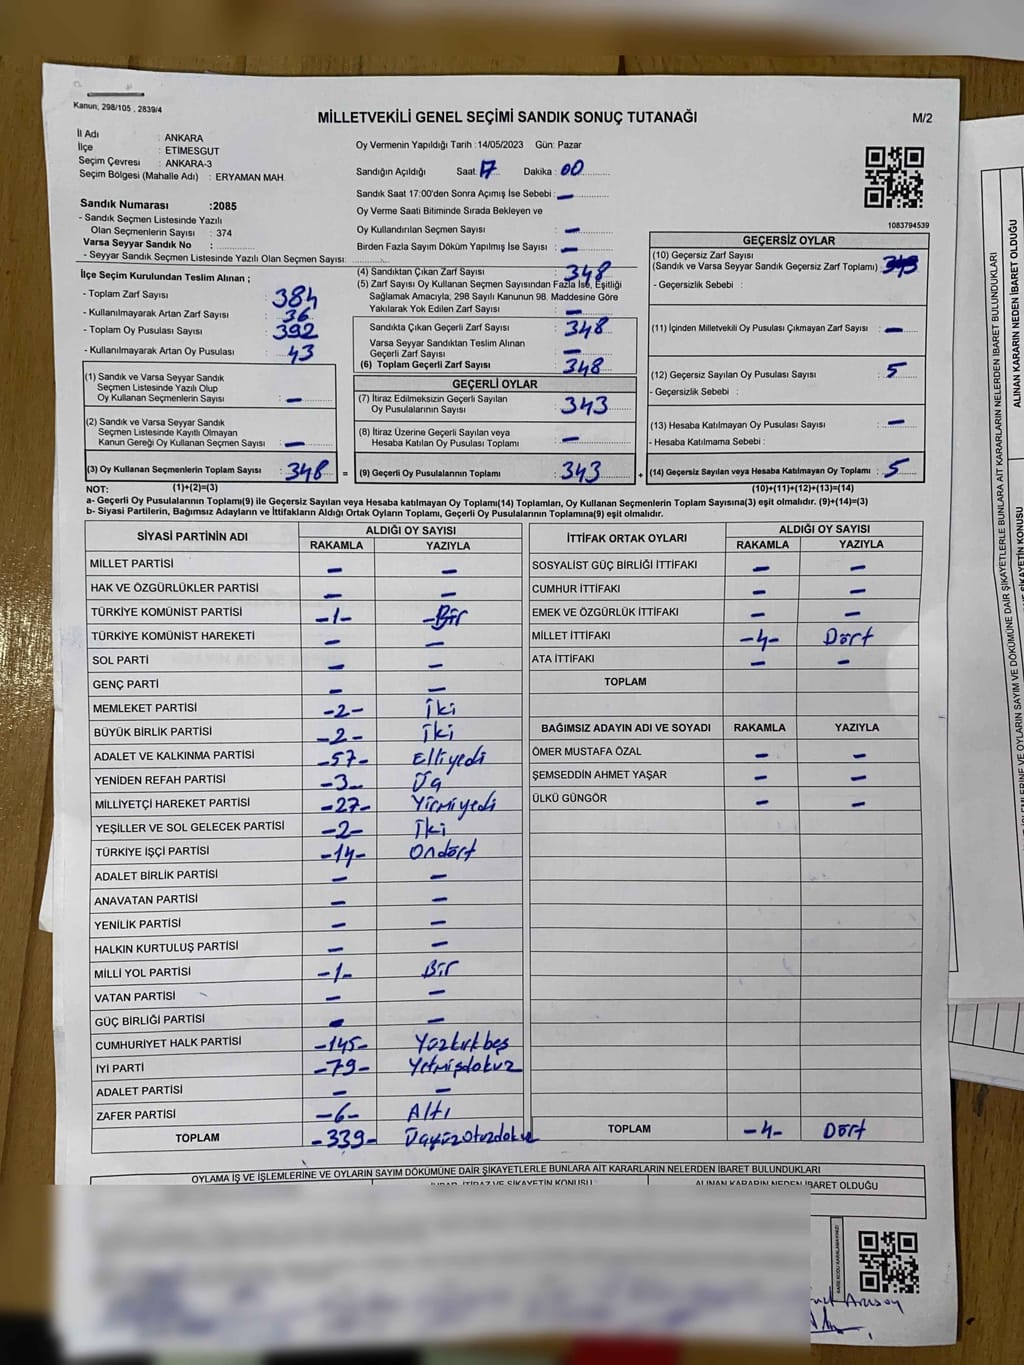 Kanun; 298/105 . 2839/4
MİLLETVEKİLİ GENEL SEÇİMİ SANDIK SONUÇ TUTANAĞI
M/2
İl Adı : ANKARA
İlçe : ETİMESGUT
Seçim Çevresi : ANKARA-3
Seçim Bölgesi (Mahalle Adı) : ERYAMAN MAH.
Oy Vermenin Yapıldığı Tarih :14/05/2023 Gün: Pazar
Sandığın Açıldığı Saat: 17 Dakika : 00
Sandık Saat 17:00'den Sonra Açımış İse Sebebi : –
Oy Verme Saati Bitiminde Sırada Bekleyen ve
Oy Kullandırılan Seçmen Sayısı : –
Birden Fazla Sayım Döküm Yapılmış İse Sayısı : –
Sandık Numarası :2085
- Sandık Seçmen Listesinde Yazılı
Olan Seçmenlerin Sayısı : 374
Varsa Seyyar Sandık No :
- Seyyar Sandık Seçmen Listesinde Yazılı Olan Seçmen Sayısı:
1083794539
İlçe Seçim Kurulundan Teslim Alınan ;
- Toplam Zarf Sayısı : 384
- Kullanılmayarak Artan Zarf Sayısı : 36
- Toplam Oy Pusulası Sayısı : 392
- Kullanılmayarak Artan Oy Pusulası : 43
(1) Sandık ve Varsa Seyyar Sandık
Seçmen Listesinde Yazılı Olup
Oy Kullanan Seçmenlerin Sayısı : –
(2) Sandık ve Varsa Seyyar Sandık
Seçmen Listesinde Kayıtlı Olmayan
Kanun Gereği Oy Kullanan Seçmen Sayısı : –
(3) Oy Kullanan Seçmenlerin Toplam Sayısı : 348 =
(4) Sandıktan Çıkan Zarf Sayısı : 348
(5) Zarf Sayısı Oy Kullanan Seçmen Sayısından Fazla İse, Eşitliği
Sağlamak Amacıyla, 298 Sayılı Kanunun 98. Maddesine Göre
Yakılarak Yok Edilen Zarf Sayısı : –
Sandıkta Çıkan Geçerli Zarf Sayısı : 348
Varsa Seyyar Sandıktan Teslim Alınan
Geçerli Zarf Sayısı : –
(6) Toplam Geçerli Zarf Sayısı : 348
GEÇERLİ OYLAR
(7) İtiraz Edilmeksizin Geçerli Sayılan
Oy Pusulalarının Sayısı : 343
(8) İtiraz Üzerine Geçerli Sayılan veya
Hesaba Katılan Oy Pusulası Toplamı : –
(9) Geçerli Oy Pusulalarının Toplamı : 343 +
GEÇERSİZ OYLAR
(10) Geçersiz Zarf Sayısı
(Sandık ve Varsa Seyyar Sandık Geçersiz Zarf Toplamı) :
- Geçersizlik Sebebi :
(11) İçinden Milletvekili Oy Pusulası Çıkmayan Zarf Sayısı : –
(12) Geçersiz Sayılan Oy Pusulası Sayısı : 5
- Geçersizlik Sebebi :
(13) Hesaba Katılmayan Oy Pusulası Sayısı : –
- Hesaba Katılmama Sebebi :
(14) Geçersiz Sayılan veya Hesaba Katılmayan Oy Toplamı : 5
NOT: (1)+(2)=(3) (10)+(11)+(12)+(13)=(14)
a- Geçerli Oy Pusulalarının Toplamı(9) ile Geçersiz Sayılan veya Hesaba katılmayan Oy Toplamı(14) Toplamları, Oy Kullanan Seçmenlerin Toplam Sayısına(3) eşit olmalıdır. (9)+(14)=(3)
b- Siyasi Partilerin, Bağımsız Adayların ve İttifakların Aldığı Ortak Oyların Toplamı, Geçerli Oy Pusulalarının Toplamına(9) eşit olmalıdır.
SİYASİ PARTİNİN ADI ALDIĞI OY SAYISI
RAKAMLA YAZIYLA
MİLLET PARTİSİ – –
HAK VE ÖZGÜRLÜKLER PARTİSİ – –
TÜRKİYE KOMÜNİST PARTİSİ -1- -Bir
TÜRKİYE KOMÜNİST HAREKETİ – –
SOL PARTİ – –
GENÇ PARTİ – –
MEMLEKET PARTİSİ -2- İki
BÜYÜK BİRLİK PARTİSİ -2- İki
ADALET VE KALKINMA PARTİSİ -57- Elliyedi
YENİDEN REFAH PARTİSİ -3- Üç
MİLLİYETÇİ HAREKET PARTİSİ -27- Yirmiyedi
YEŞİLLER VE SOL GELECEK PARTİSİ -2- İki
TÜRKİYE İŞÇİ PARTİSİ -14- Ondört
ADALET BİRLİK PARTİSİ – –
ANAVATAN PARTİSİ – –
YENİLİK PARTİSİ – –
HALKIN KURTULUŞ PARTİSİ – –
MİLLİ YOL PARTİSİ -1- Bir
VATAN PARTİSİ – –
GÜÇ BİRLİĞİ PARTİSİ – –
CUMHURİYET HALK PARTİSİ -145- Yüzkırkbeş
İYİ PARTİ -79- Yetmişdokuz
ADALET PARTİSİ – –
ZAFER PARTİSİ -6- Altı
TOPLAM -339- Üçyüzotuzdokuz
İTTİFAK ORTAK OYLARI ALDIĞI OY SAYISI
RAKAMLA YAZIYLA
SOSYALİST GÜÇ BİRLİĞİ İTTİFAKI – –
CUMHUR İTTİFAKI – –
EMEK VE ÖZGÜRLÜK İTTİFAKI – –
MİLLET İTTİFAKI -4- Dört
ATA İTTİFAKI – –
TOPLAM
BAĞIMSIZ ADAYIN ADI VE SOYADI RAKAMLA YAZIYLA
ÖMER MUSTAFA ÖZAL – –
ŞEMSEDDİN AHMET YAŞAR – –
ÜLKÜ GÜNGÖR – –
TOPLAM -4- Dört
OYLAMA İŞ VE İŞLEMLERİNE VE OYLARIN SAYIM DÖKÜMÜNE DAİR ŞİKAYETLERLE BUNLARA AİT KARARLARIN NELERDEN İBARET BULUNDUKLARI
İTİRAZ VE ŞİKAYETİN KONUSU
ALINAN KARARIN NEDEN İBARET OLDUĞU
ALINAN KARARIN NEDEN İBARET OLDUĞU
OYLARIN SAYIM VE DÖKÜMÜNE DAİR ŞİKAYETLERLE BUNLARA AİT KARARLARIN NELERDEN İBARET BULUNDUKLARI